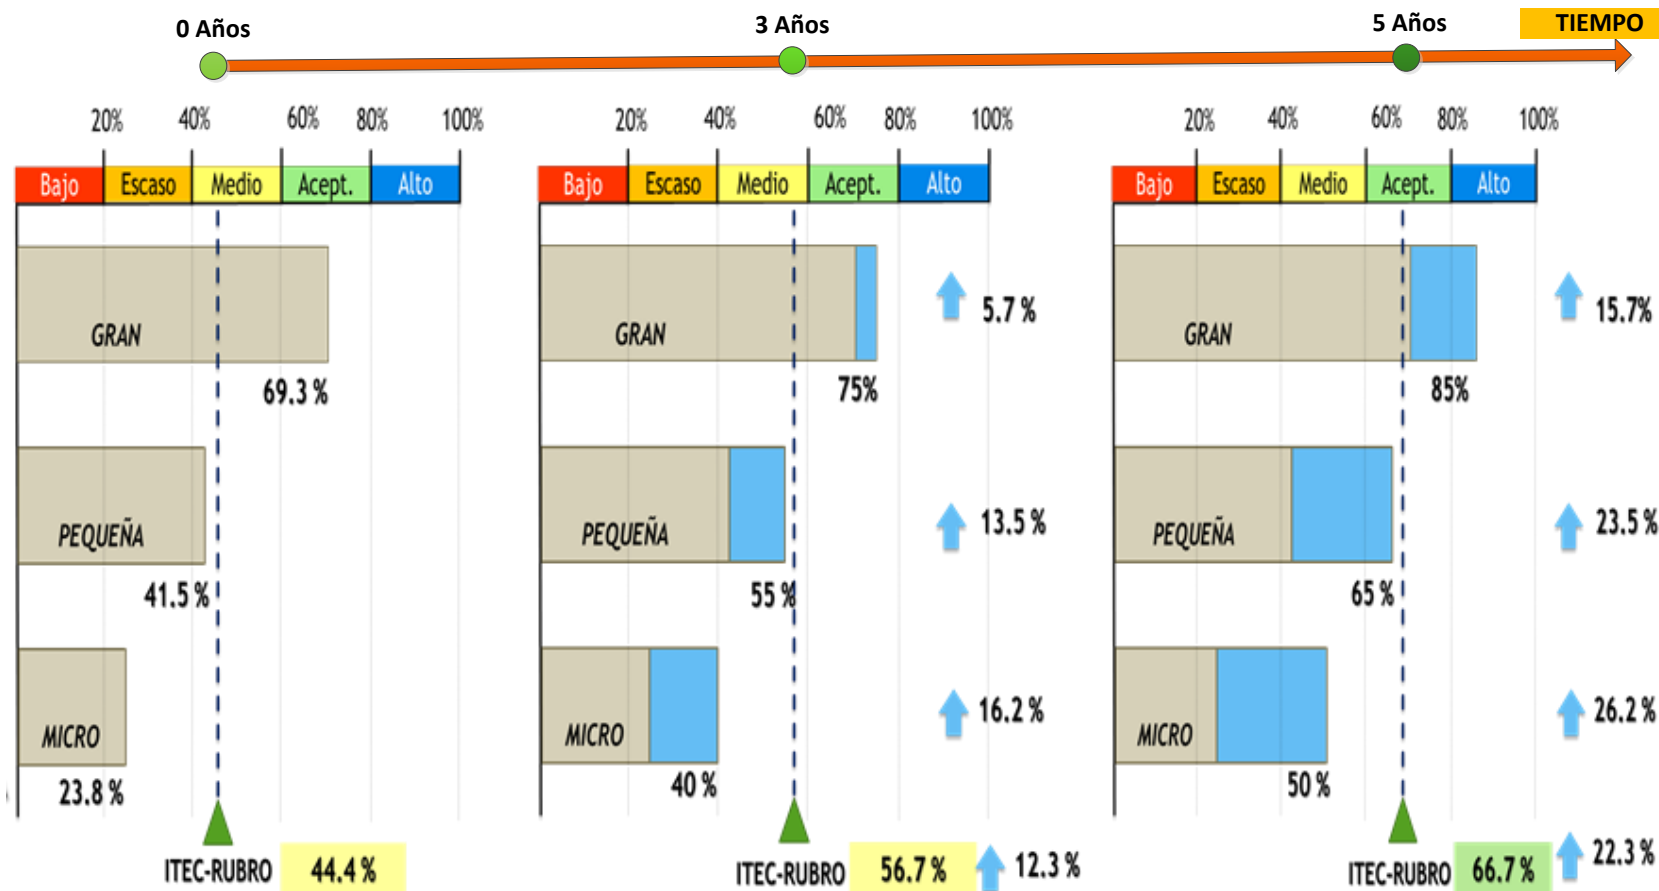 0 Años
3 Años
5 Años
TIEMPO
20% 40% 60% 80% 100%
Bajo Escaso Medio Acept. Alto
GRAN
69.3 %
PEQUEÑA
41.5 %
MICRO
23.8 %
ITEC-RUBRO 44.4 %
20% 40% 60% 80% 100%
Bajo Escaso Medio Acept. Alto
GRAN
5.7 %
75%
PEQUEÑA
13.5 %
55 %
MICRO
16.2 %
40 %
ITEC-RUBRO 56.7 % 12.3 %
20% 40% 60% 80% 100%
Bajo Escaso Medio Acept. Alto
GRAN
15.7%
85%
PEQUEÑA
23.5 %
65 %
MICRO
26.2 %
50 %
ITEC-RUBRO 66.7 % 22.3 %